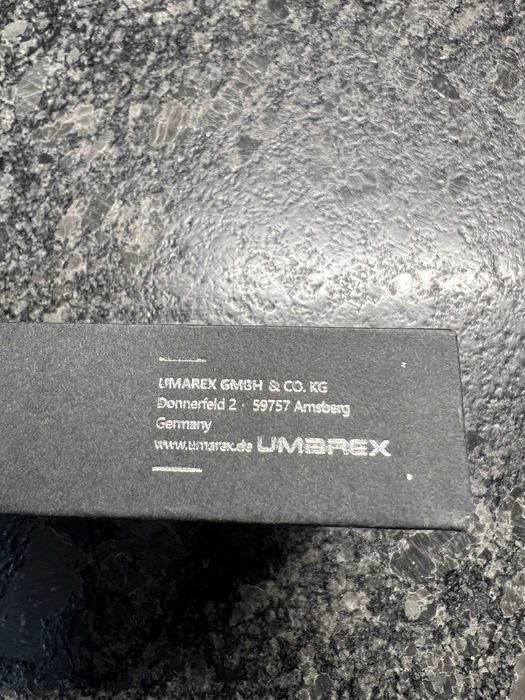 UMAREX GMBH & CO. KG
Donnerfeld 2 · 59757 Arnsberg
Germany
www.umarex.de UMAREX